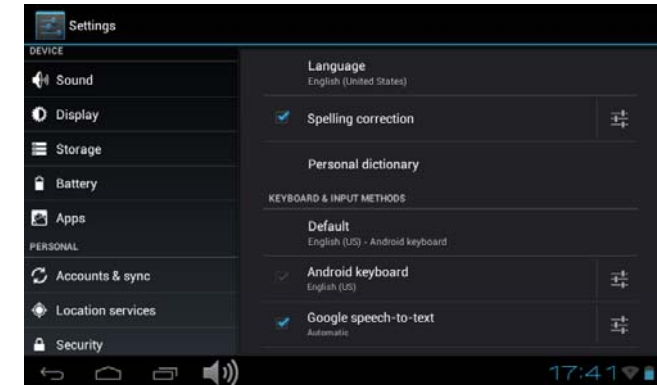 Settings
DEVICE
Sound
Display
Storage
Battery
Apps
PERSONAL
Accounts & sync
Location services
Security
Language
English (United States)
Spelling correction
Personal dictionary
KEYBOARD & INPUT METHODS
Default
English (US) - Android keyboard
Android keyboard
English (US)
Google speech-to-text
Automatic
17:41